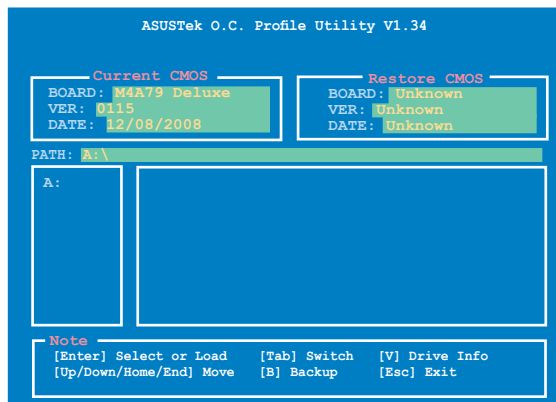 ASUSTek O.C. Profile Utility V1.34
Current CMOS
BOARD: M4A79 Deluxe
VER: 0115
DATE: 12/08/2008
Restore CMOS
BOARD: Unknown
VER: Unknown
DATE: Unknown
PATH: A:\
A:
Note
[Enter] Select or Load [Tab] Switch [V] Drive Info
[Up/Down/Home/End] Move [B] Backup [Esc] Exit